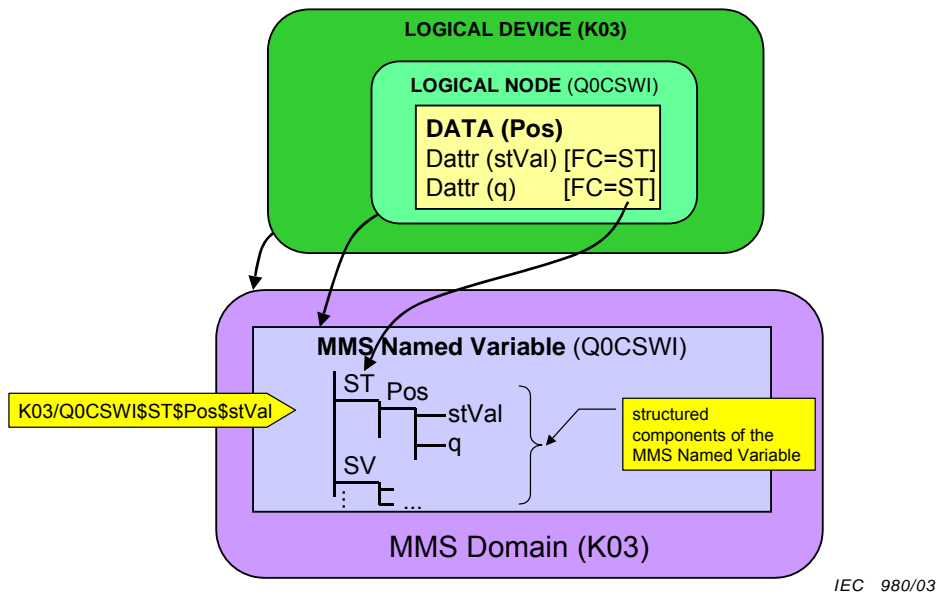 LOGICAL DEVICE (K03)
LOGICAL NODE (Q0CSWI)
DATA (Pos)
Dattr (stVal) [FC=ST]
Dattr (q) [FC=ST]
MMS Named Variable (Q0CSWI)
ST
Pos
stVal
q
SV
...
...
K03/Q0CSWI$ST$Pos$stVal
structured
components of the
MMS Named Variable
MMS Domain (K03)
IEC 980/03